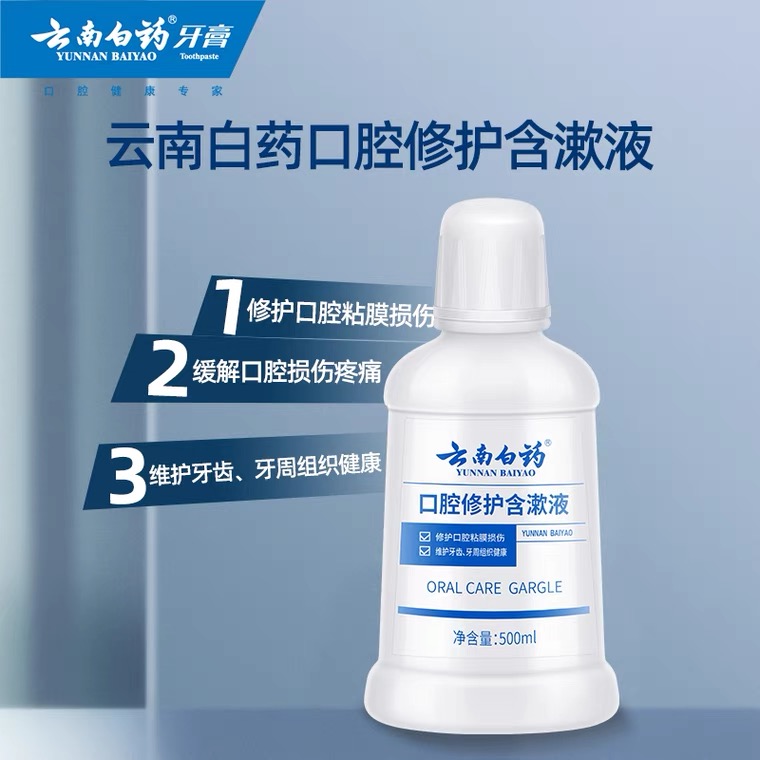 云南白药® 牙膏
YUNNAN BAIYAO Toothpaste
口腔健康专家
云南白药口腔修护含漱液
1 修护口腔粘膜损伤
2 缓解口腔损伤疼痛
3 维护牙齿、牙周组织健康
云南白药®
YUNNAN BAIYAO
口腔修护含漱液
修护口腔粘膜损伤
YUNNAN BAIYAO
维护牙齿、牙周组织健康
ORAL CARE GARGLE
净含量:500ml